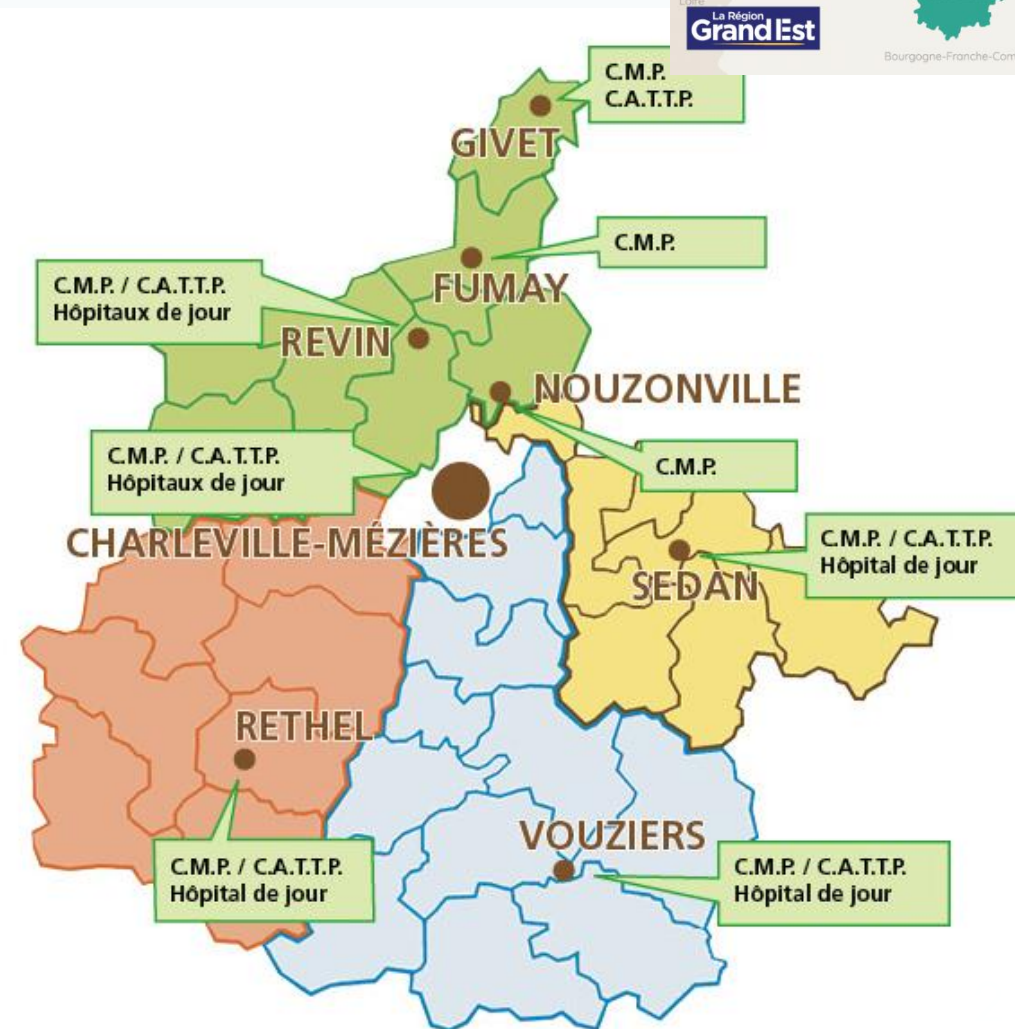 Loire
La Région
Grand Est
Bourgogne-Franche-Com
C.M.P.
C.A.T.T.P.
GIVET
C.M.P.
FUMAY
C.M.P. / C.A.T.T.P.
Hôpitaux de jour
REVIN
NOUZONVILLE
C.M.P. / C.A.T.T.P.
Hôpitaux de jour
C.M.P.
CHARLEVILLE-MÉZIÈRES
C.M.P. / C.A.T.T.P.
Hôpital de jour
SEDAN
RETHEL
VOUZIERS
C.M.P. / C.A.T.T.P.
Hôpital de jour
C.M.P. / C.A.T.T.P.
Hôpital de jour